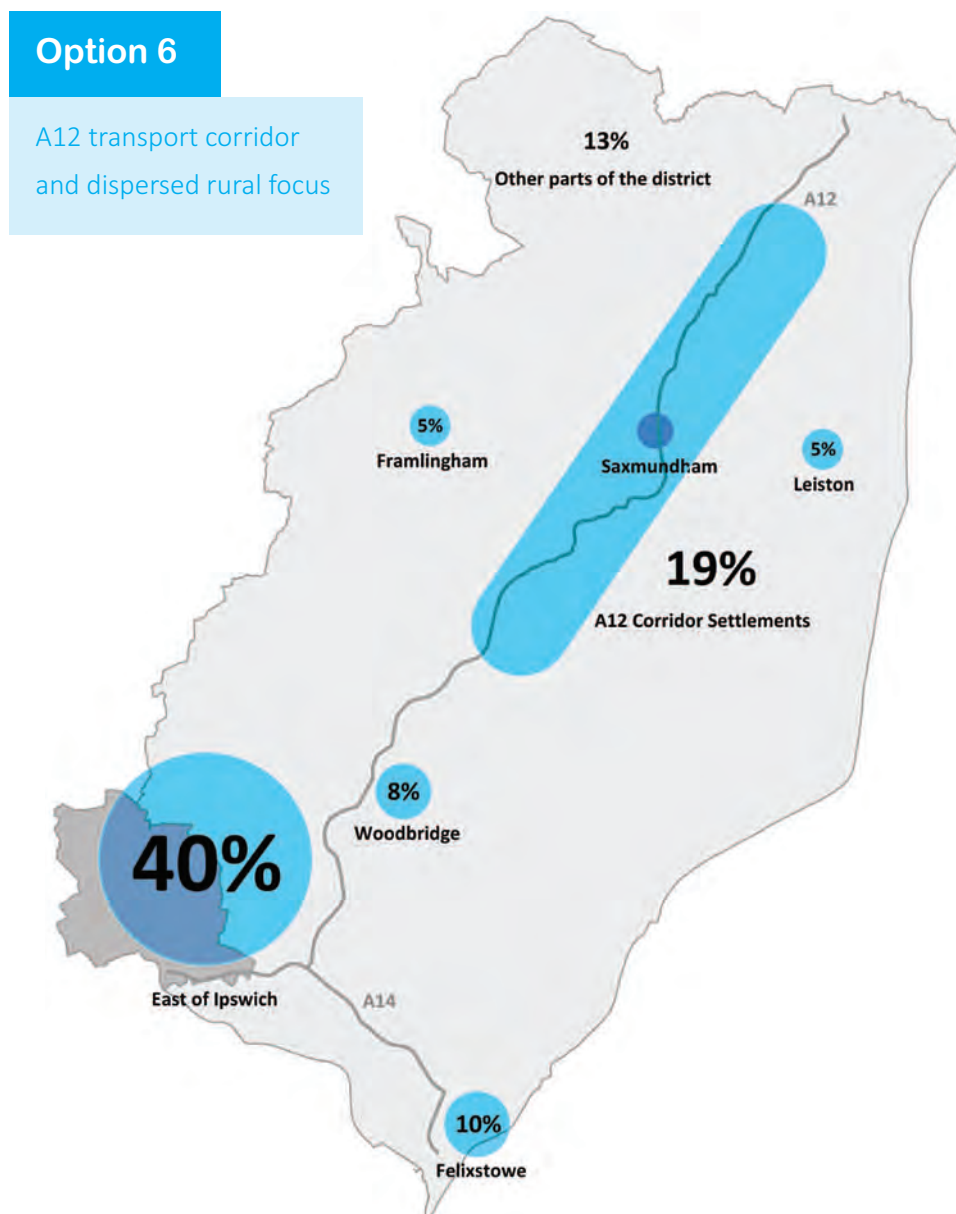 Option 6
A12 transport corridor
and dispersed rural focus
13%
Other parts of the district
A12
5%
Framlingham
Saxmundham
5%
Leiston
19%
A12 Corridor Settlements
8%
Woodbridge
40%
East of Ipswich
A14
10%
Felixstowe